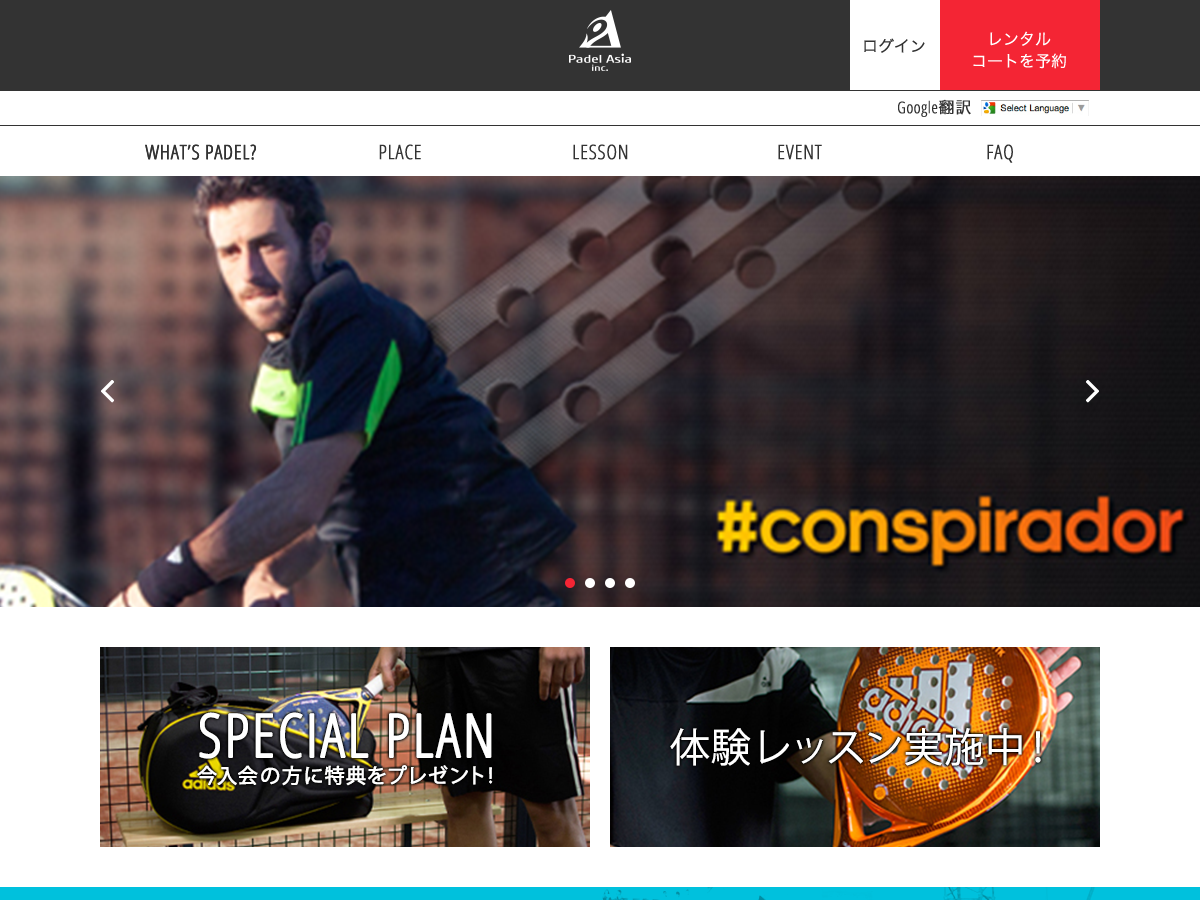 Padel Asia
inc.
ログイン
レンタル
コートを予約
Google翻訳
Select Language
WHAT'S PADEL?
PLACE
LESSON
EVENT
FAQ
#conspirador
SPECIAL PLAN
今入会の方に特典をプレゼント!
adidas
体験レッスン実施中!
adidas